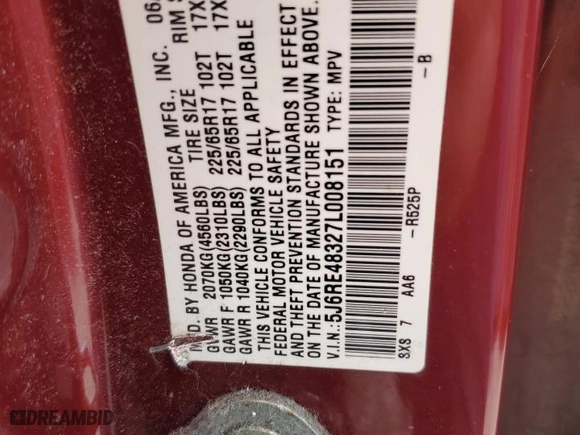 MFD. BY HONDA OF AMERICA MFG., INC. 06
TIRE SIZE RIM S
GVWR 2070KG(4560LBS)
GAWR F 1050KG(2310LBS) 225/65R17 102T 17X
GAWR R 1040KG(2290LBS) 225/65R17 102T 17X
THIS VEHICLE CONFORMS TO ALL APPLICABLE
FEDERAL MOTOR VEHICLE SAFETY
AND THEFT PREVENTION STANDARDS IN EFFECT
ON THE DATE OF MANUFACTURE SHOWN ABOVE.
V.I.N.:5J6RE48327L008151 TYPE: MPV
SXS 7 AA6 -R525P -B
DREAMBID